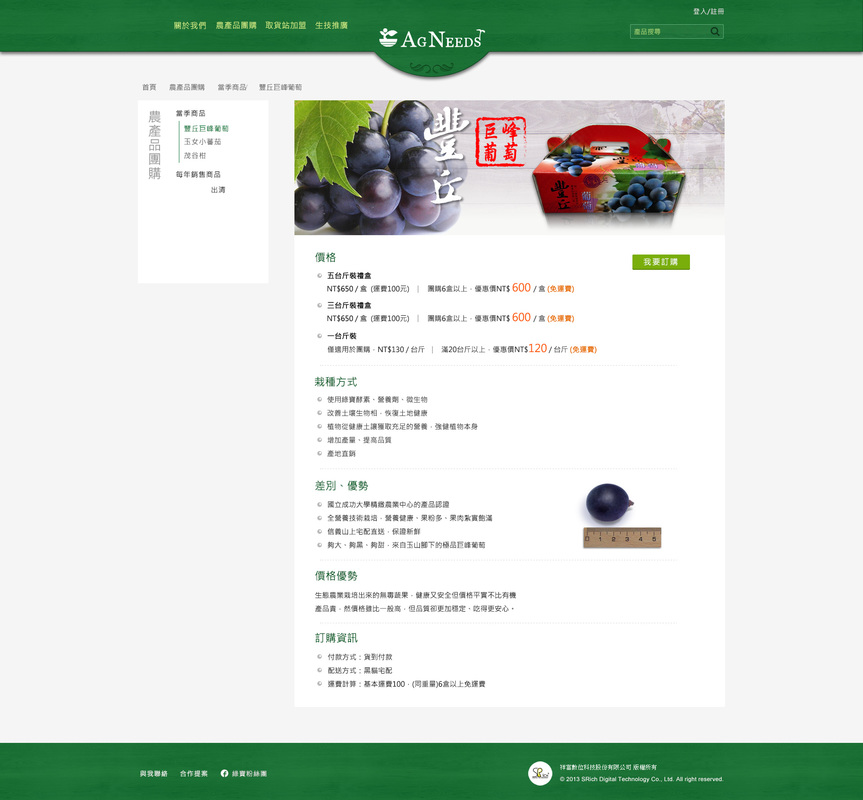 登入/註冊
關於我們 農產品團購 取貨站加盟 生技推廣
AGNEEDS
產品搜尋
首頁 農產品團購 當季商品/ 豐丘巨峰葡萄
農產品團購
當季商品
豐丘巨峰葡萄
玉女小番茄
茂谷柑
每年銷售商品
出清
豐丘
巨峰葡萄
豐丘
價格
我要訂購
五台斤裝禮盒
NT$650 / 盒 (運費100元) | 團購6盒以上，優惠價NT$ 600 / 盒 (免運費)
三台斤裝禮盒
NT$650 / 盒 (運費100元) | 團購6盒以上，優惠價NT$ 600 / 盒 (免運費)
一台斤裝
僅適用於團購，NT$130 / 台斤 | 滿20台斤以上，優惠價NT$120 / 台斤 (免運費)
栽種方式
使用綠寶酵素、營養劑、微生物
改善土壤生物相，恢復土地健康
植物從健康土讓獲取充足的營養，強健植物本身
增加產量、提高品質
產地直銷
差別、優勢
國立成功大學精緻農業中心的產品認證
全營養技術栽培，營養健康、果粉多、果肉紮實飽滿
信義山上宅配直送，保證新鮮
夠大、夠黑、夠甜，來自玉山腳下的極品巨峰葡萄
0 1 2 3 4 5
價格優勢
生態農業栽培出來的無毒蔬果，健康又安全但價格平實不比有機
產品貴，然價格雖比一般高，但品質卻更加穩定、吃得更安心。
訂購資訊
付款方式：貨到付款
配送方式：黑貓宅配
運費計算：基本運費100，(同重量)6盒以上免運費
與我聯絡 合作提案 綠寶粉絲團
祥富數位科技股份有限公司 版權所有
© 2013 SRich Digital Technology Co., Ltd. All right reserved.